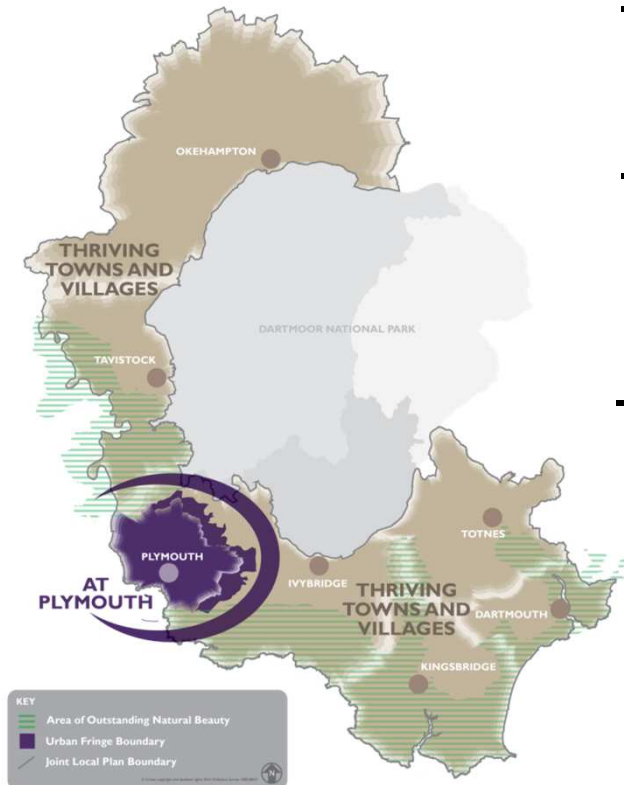 OKEHAMPTON
THRIVING
TOWNS AND
VILLAGES
DARTMOOR NATIONAL PARK
TAVISTOCK
TOTNES
PLYMOUTH
IVYBRIDGE
AT
PLYMOUTH
THRIVING
TOWNS AND
VILLAGES
DARTMOUTH
KINGSBRIDGE
KEY
Area of Outstanding Natural Beauty
Urban Fringe Boundary
Joint Local Plan Boundary
N